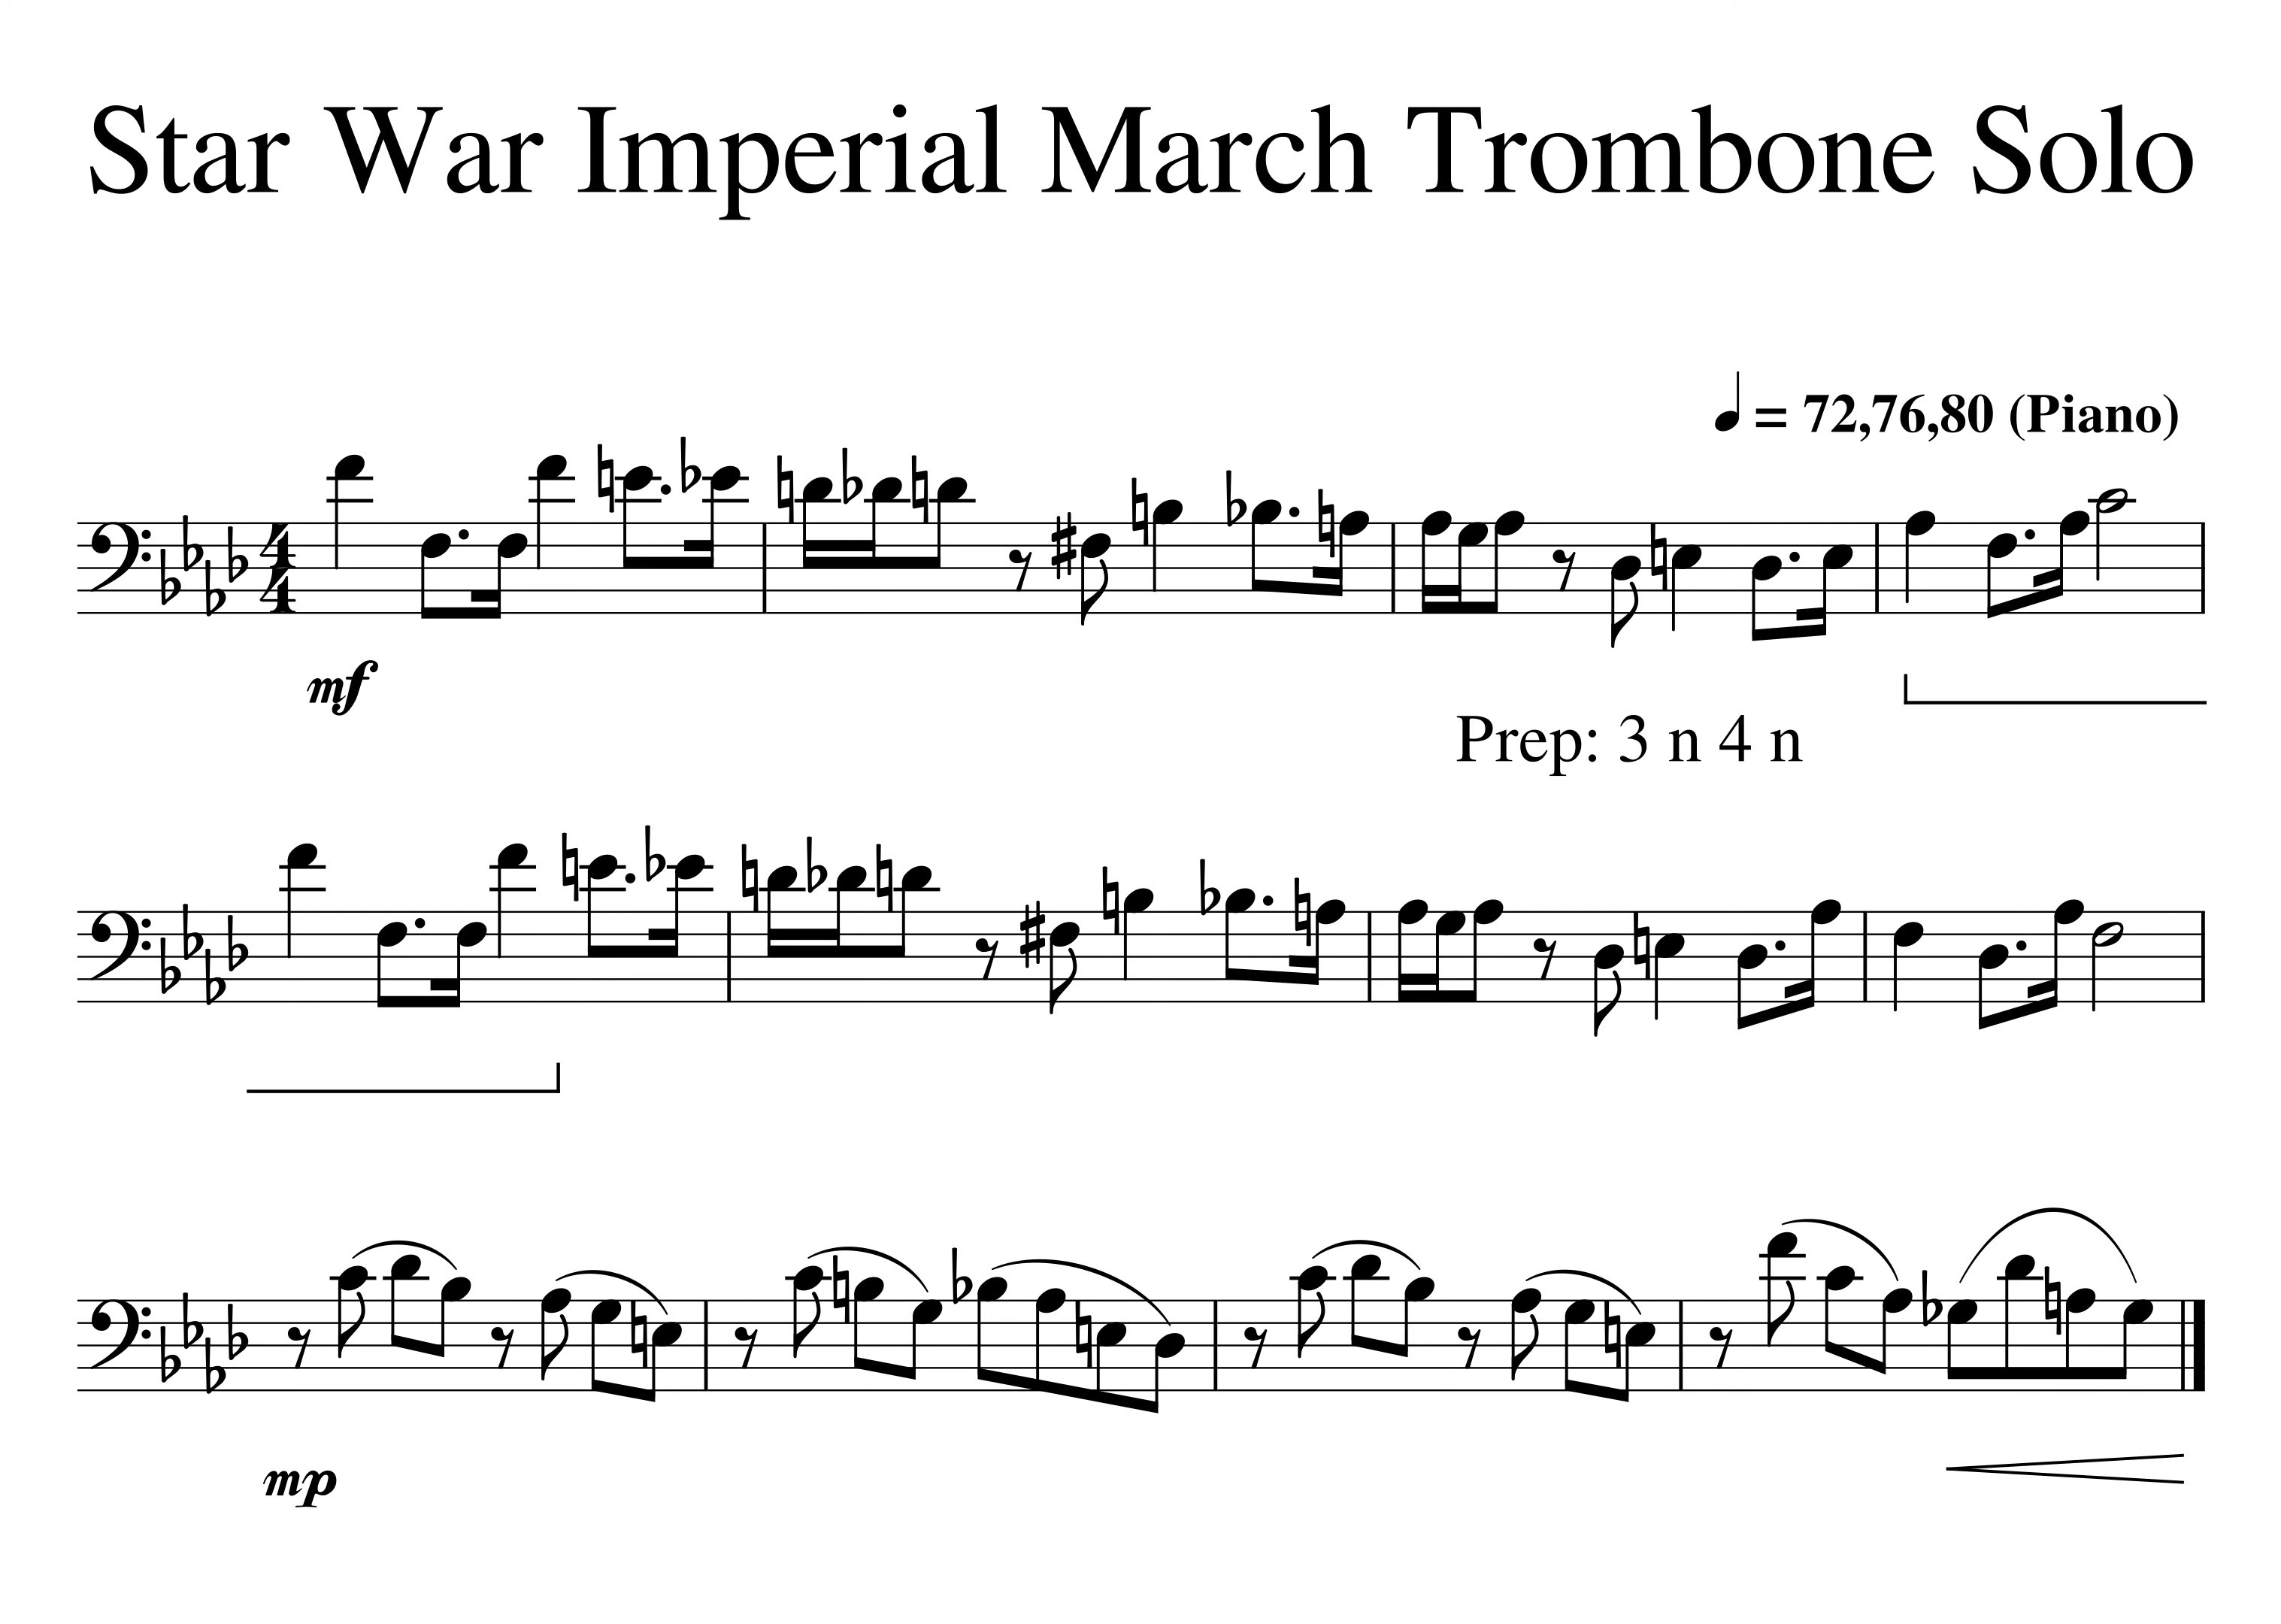 Star War Imperial March Trombone Solo
= 72,76,80 (Piano)
4
4
mf
Prep: 3 n 4 n
mp